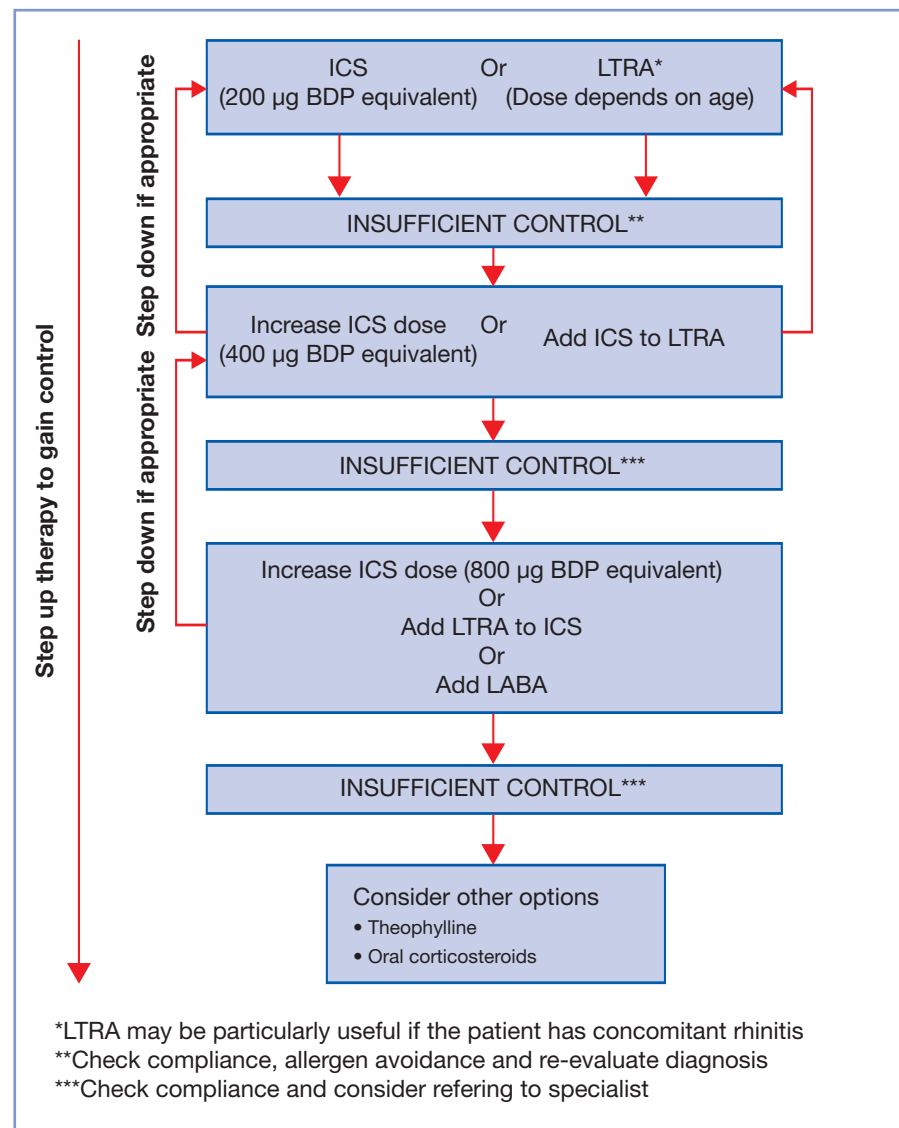 ICS Or LTRA*
(200 µg BDP equivalent) (Dose depends on age)
INSUFFICIENT CONTROL**
Increase ICS dose Or Add ICS to LTRA
(400 µg BDP equivalent)
INSUFFICIENT CONTROL***
Increase ICS dose (800 µg BDP equivalent)
Or
Add LTRA to ICS
Or
Add LABA
INSUFFICIENT CONTROL***
Consider other options
• Theophylline
• Oral corticosteroids
Step down if appropriate
Step down if appropriate
Step up therapy to gain control
*LTRA may be particularly useful if the patient has concomitant rhinitis
**Check compliance, allergen avoidance and re-evaluate diagnosis
***Check compliance and consider refering to specialist